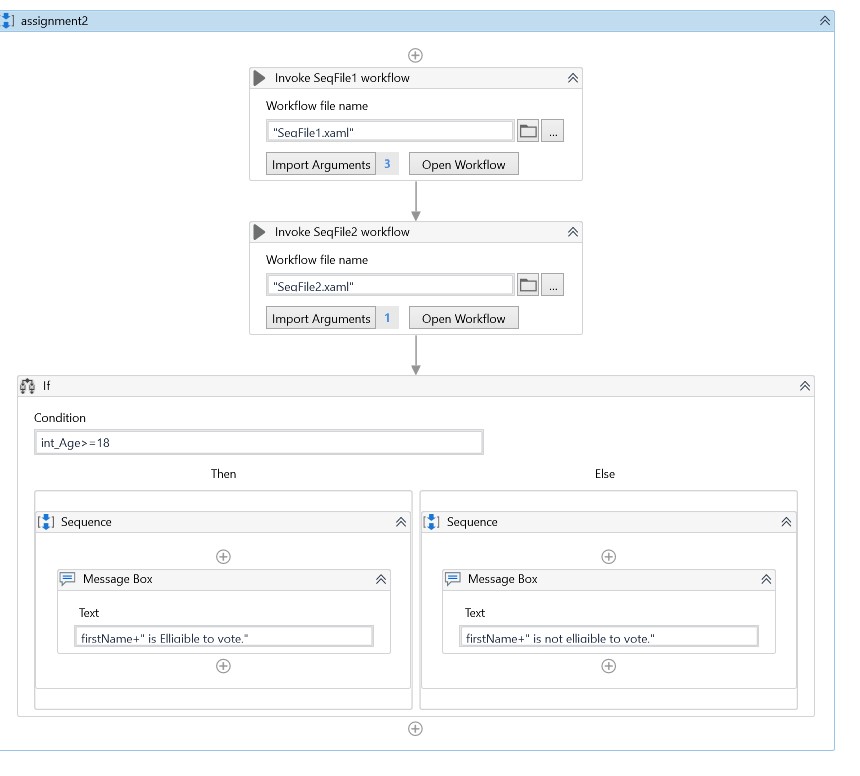 assignment2
Invoke SeqFile1 workflow
Workflow file name
"SeqFile1.xaml"
...
Import Arguments 3 Open Workflow
Invoke SeqFile2 workflow
Workflow file name
"SeqFile2.xaml"
...
Import Arguments 1 Open Workflow
If
Condition
int_Age>=18
Then Else
Sequence Sequence
Message Box Message Box
Text Text
firstName+" is Elligible to vote." firstName+" is not elligible to vote."